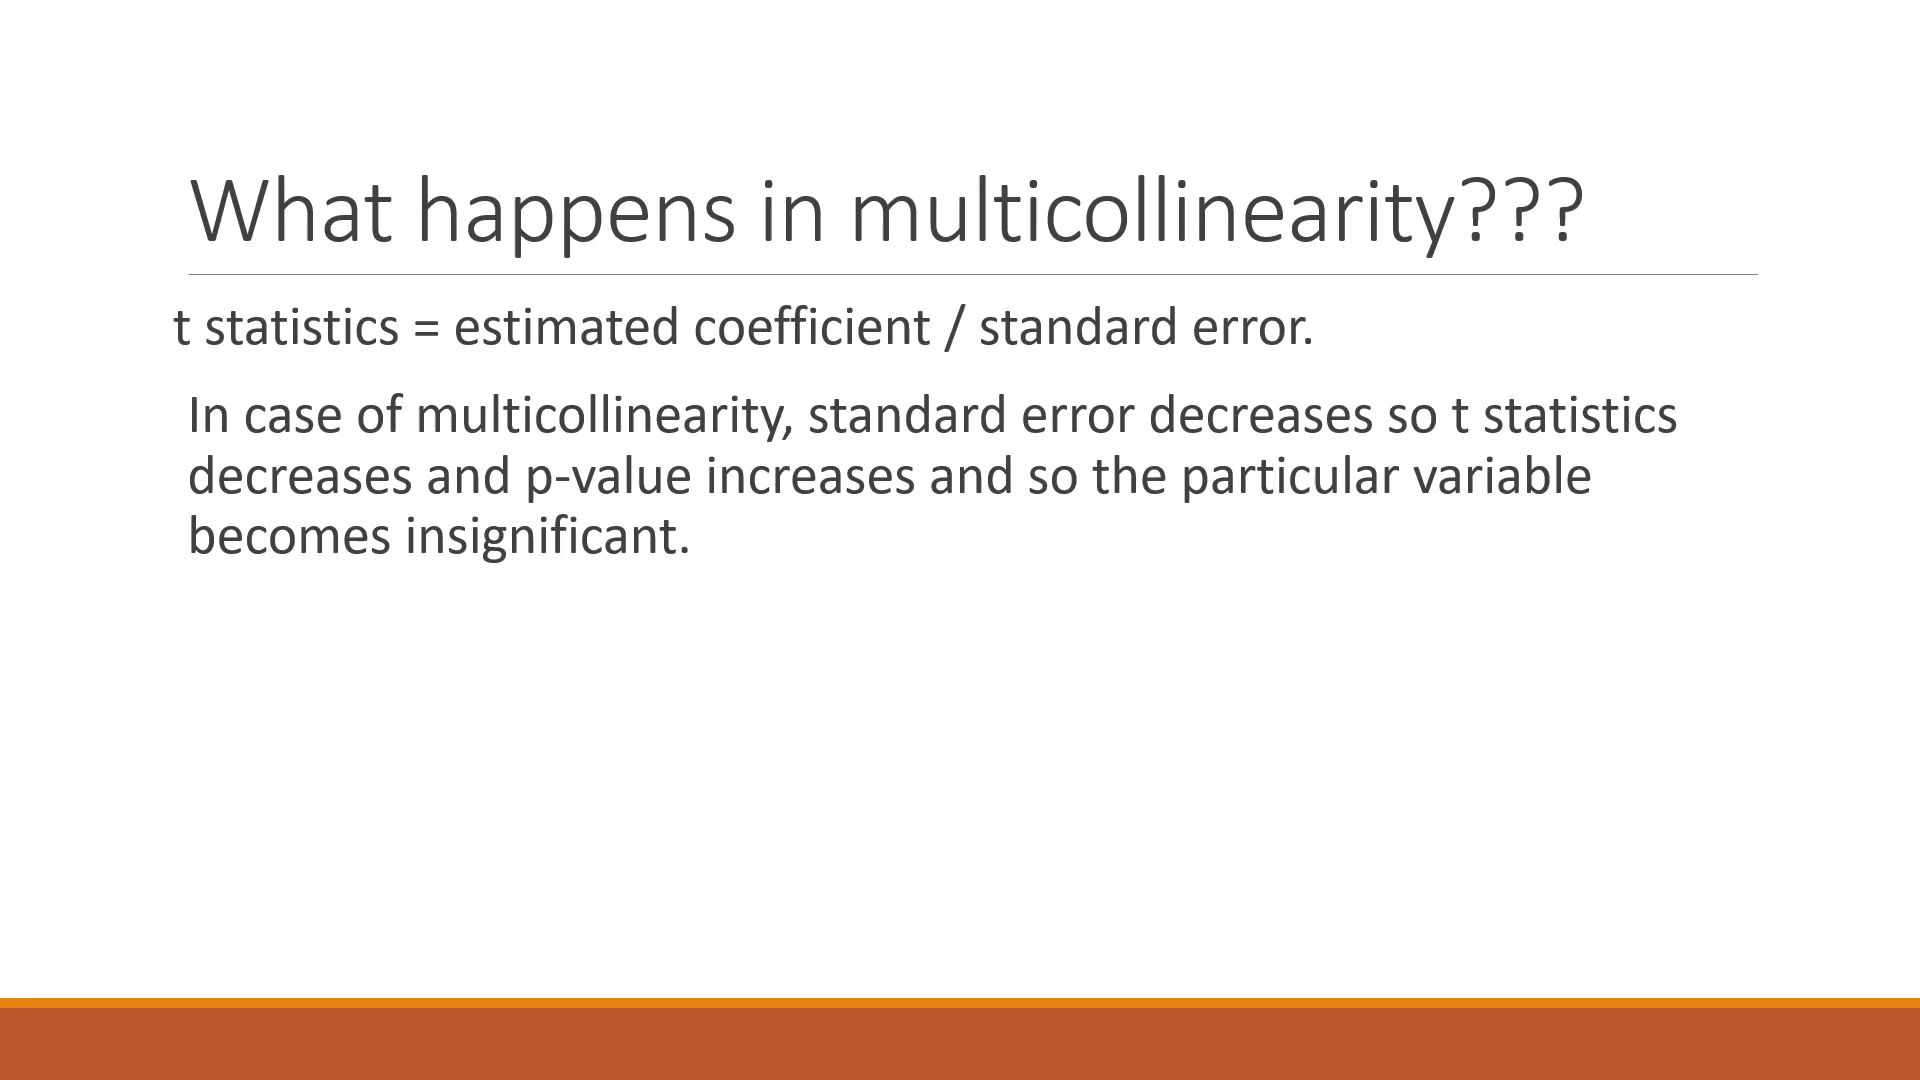 What happens in multicollinearity???
t statistics = estimated coefficient / standard error.
In case of multicollinearity, standard error decreases so t statistics
decreases and p-value increases and so the particular variable
becomes insignificant.